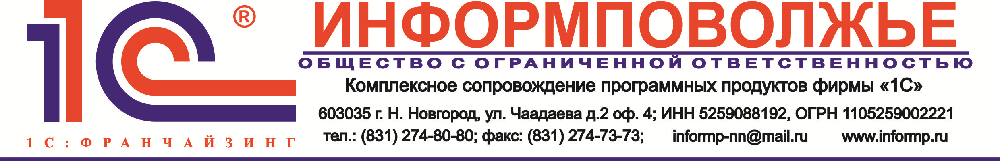 1С®
1С:ФРАНЧАЙЗИНГ
ИНФОРМПОВОЛЖЬЕ
ОБЩЕСТВО С ОГРАНИЧЕННОЙ ОТВЕТСТВЕННОСТЬЮ
Комплексное сопровождение программных продуктов фирмы «1С»
603035 г. Н. Новгород, ул. Чаадаева д.2 оф. 4; ИНН 5259088192, ОГРН 1105259002221
тел.: (831) 274-80-80; факс: (831) 274-73-73; informp-nn@mail.ru www.informp.ru